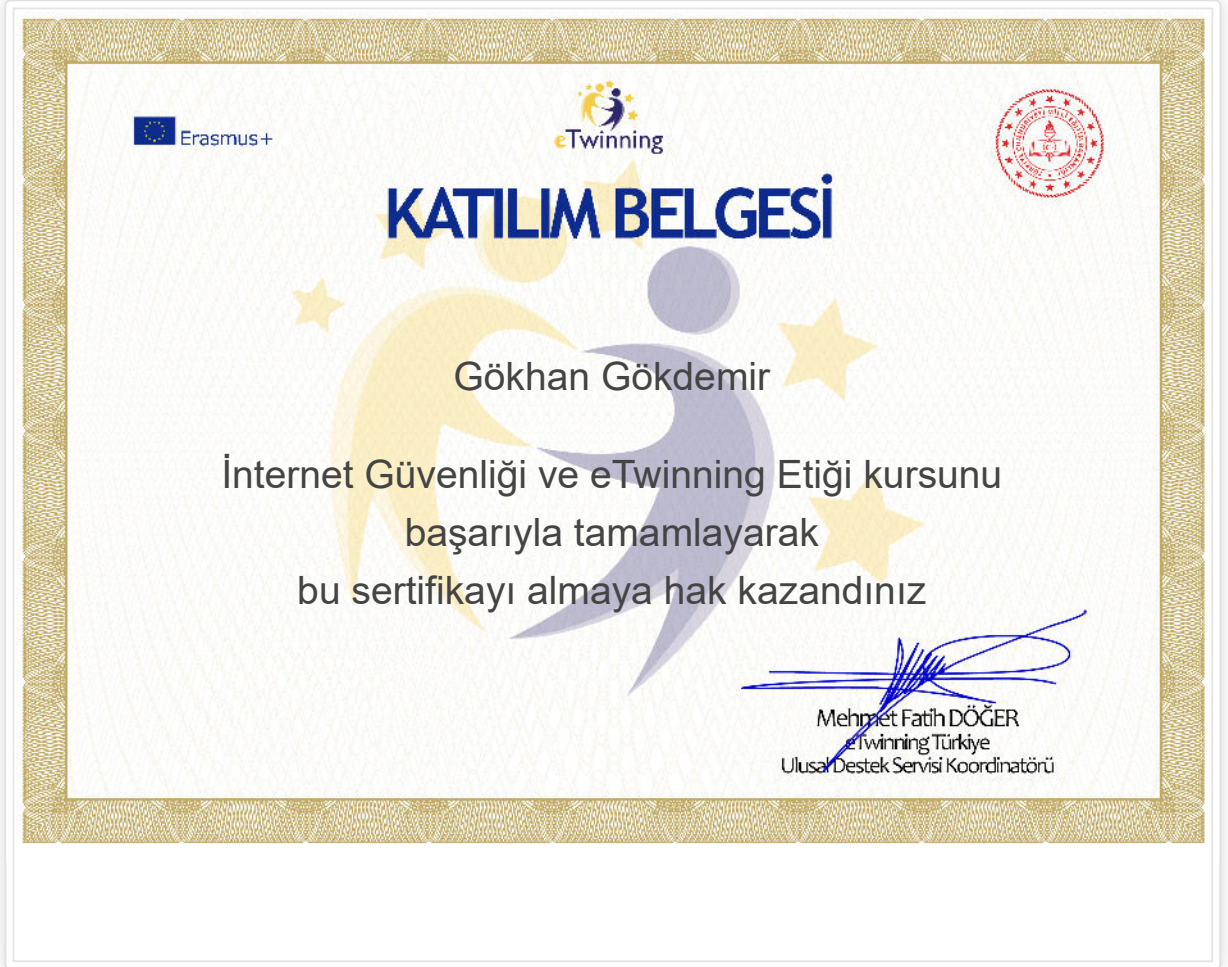 Erasmus+
eTwinning
KATILIM BELGESİ
Gökhan Gökdemir
İnternet Güvenliği ve eTwinning Etiği kursunu
başarıyla tamamlayarak
bu sertifikayı almaya hak kazandınız
Mehmet Fatih DÖĞER
eTwinning Türkiye
Ulusal Destek Servisi Koordinatörü